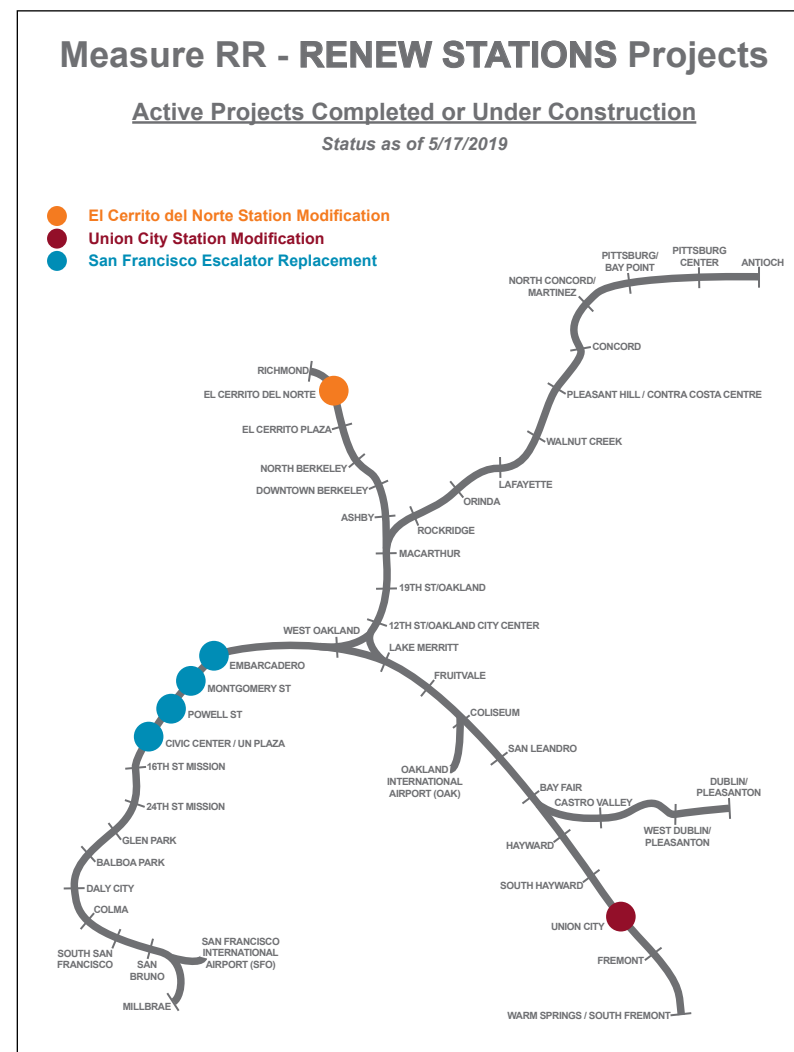 Measure RR - RENEW STATIONS Projects
Active Projects Completed or Under Construction
Status as of 5/17/2019
El Cerrito del Norte Station Modification
Union City Station Modification
San Francisco Escalator Replacement
PITTSBURG/
BAY POINT
PITTSBURG
CENTER
ANTIOCH
NORTH CONCORD/
MARTINEZ
CONCORD
RICHMOND
EL CERRITO DEL NORTE
PLEASANT HILL / CONTRA COSTA CENTRE
EL CERRITO PLAZA
WALNUT CREEK
NORTH BERKELEY
LAFAYETTE
DOWNTOWN BERKELEY
ORINDA
ASHBY
ROCKRIDGE
MACARTHUR
19TH ST/OAKLAND
12TH ST/OAKLAND CITY CENTER
WEST OAKLAND
LAKE MERRITT
EMBARCADERO
FRUITVALE
MONTGOMERY ST
POWELL ST
COLISEUM
CIVIC CENTER / UN PLAZA
SAN LEANDRO
16TH ST MISSION
OAKLAND
INTERNATIONAL
AIRPORT (OAK)
BAY FAIR
DUBLIN/
PLEASANTON
CASTRO VALLEY
24TH ST MISSION
WEST DUBLIN/
PLEASANTON
GLEN PARK
HAYWARD
BALBOA PARK
SOUTH HAYWARD
DALY CITY
COLMA
UNION CITY
SOUTH SAN
FRANCISCO
SAN
BRUNO
SAN FRANCISCO
INTERNATIONAL
AIRPORT (SFO)
FREMONT
MILLBRAE
WARM SPRINGS / SOUTH FREMONT